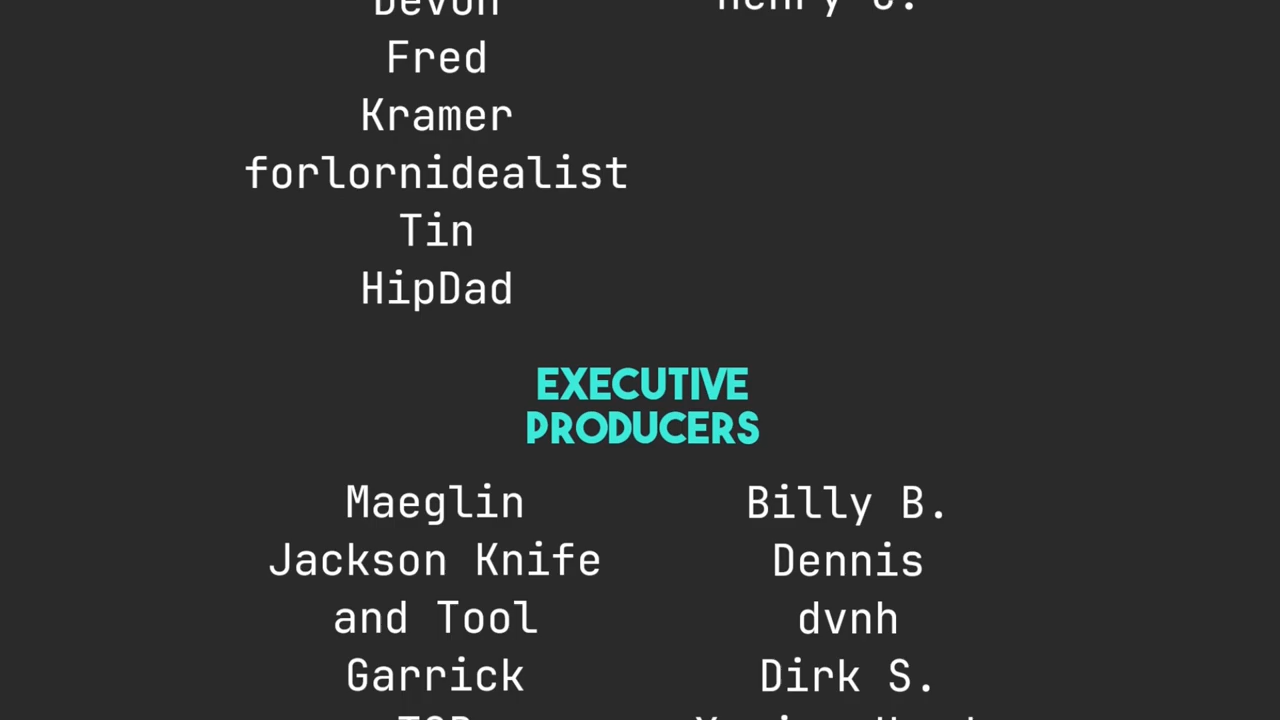 Devon
Henry G.
Fred
Kramer
forlornidealist
Tin
HipDad
EXECUTIVE
PRODUCERS
Maeglin
Billy B.
Jackson Knife
Dennis
and Tool
dvnh
Garrick
Dirk S.